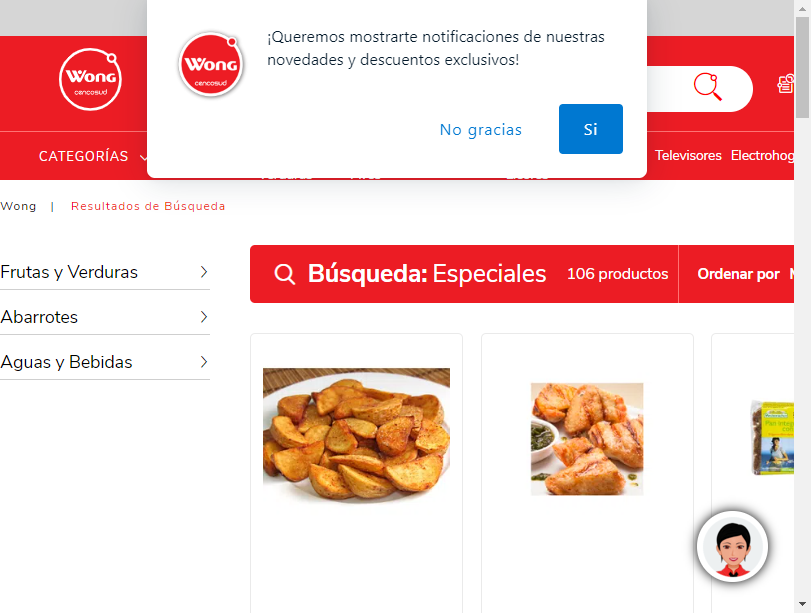 Wong
cencosud
Wong
cencosud
¡Queremos mostrarte notificaciones de nuestras
novedades y descuentos exclusivos!
No gracias
Si
CATEGORÍAS
Televisores
Electrohog
Wong | Resultados de Búsqueda
Frutas y Verduras
Abarrotes
Aguas y Bebidas
Búsqueda: Especiales
106 productos
Ordenar por